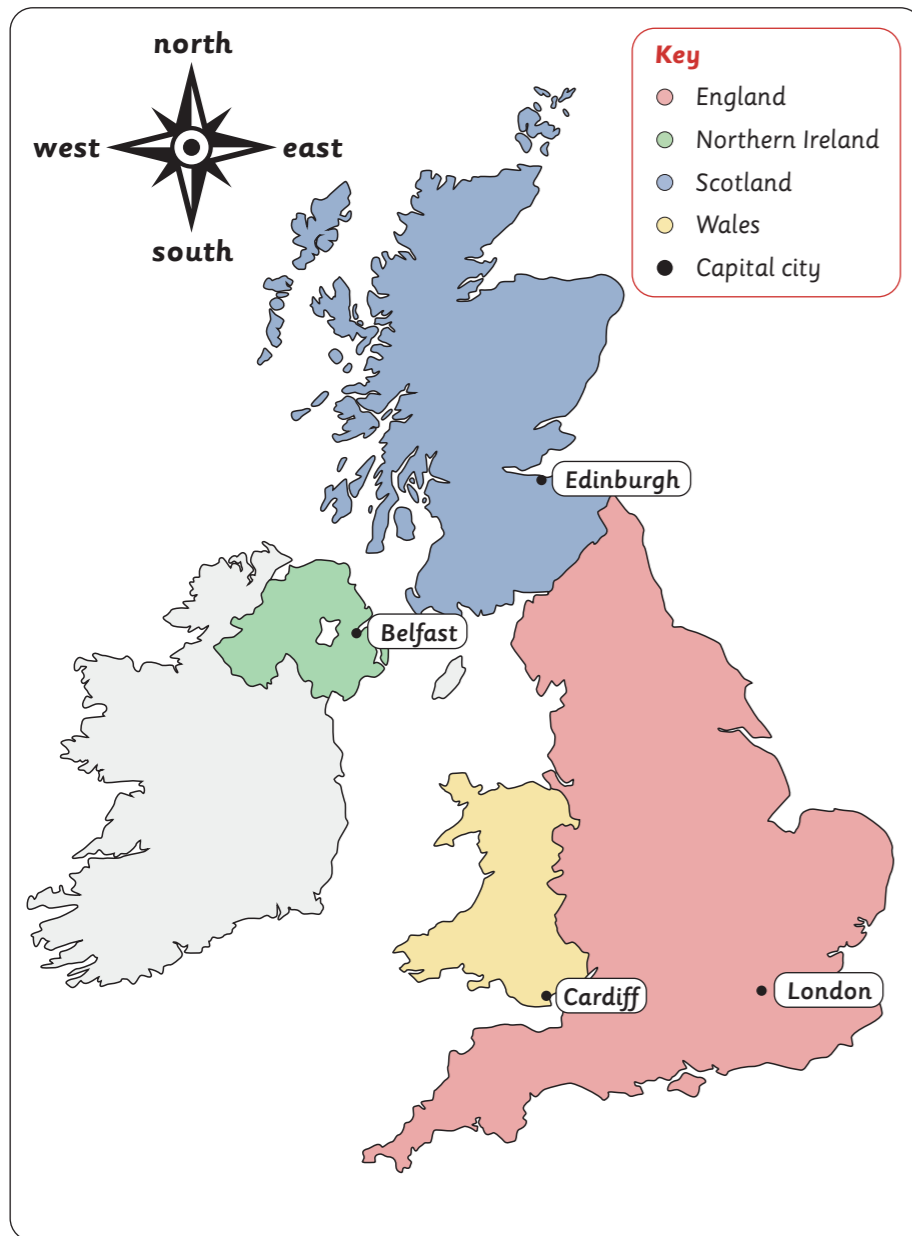 north
west
east
south
Key
England
Northern Ireland
Scotland
Wales
Capital city
Edinburgh
Belfast
Cardiff
London